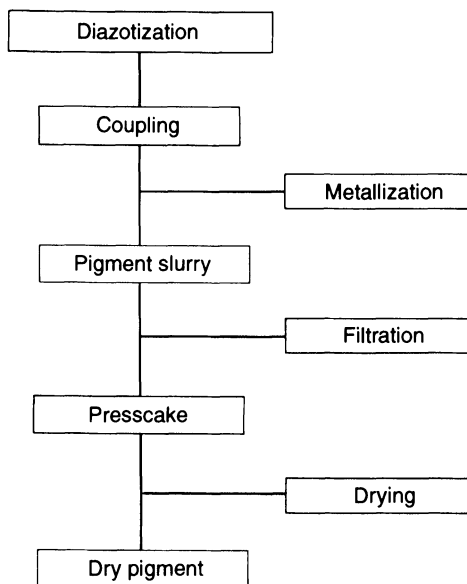 Diazotization
Coupling
Metallization
Pigment slurry
Filtration
Presscake
Drying
Dry pigment